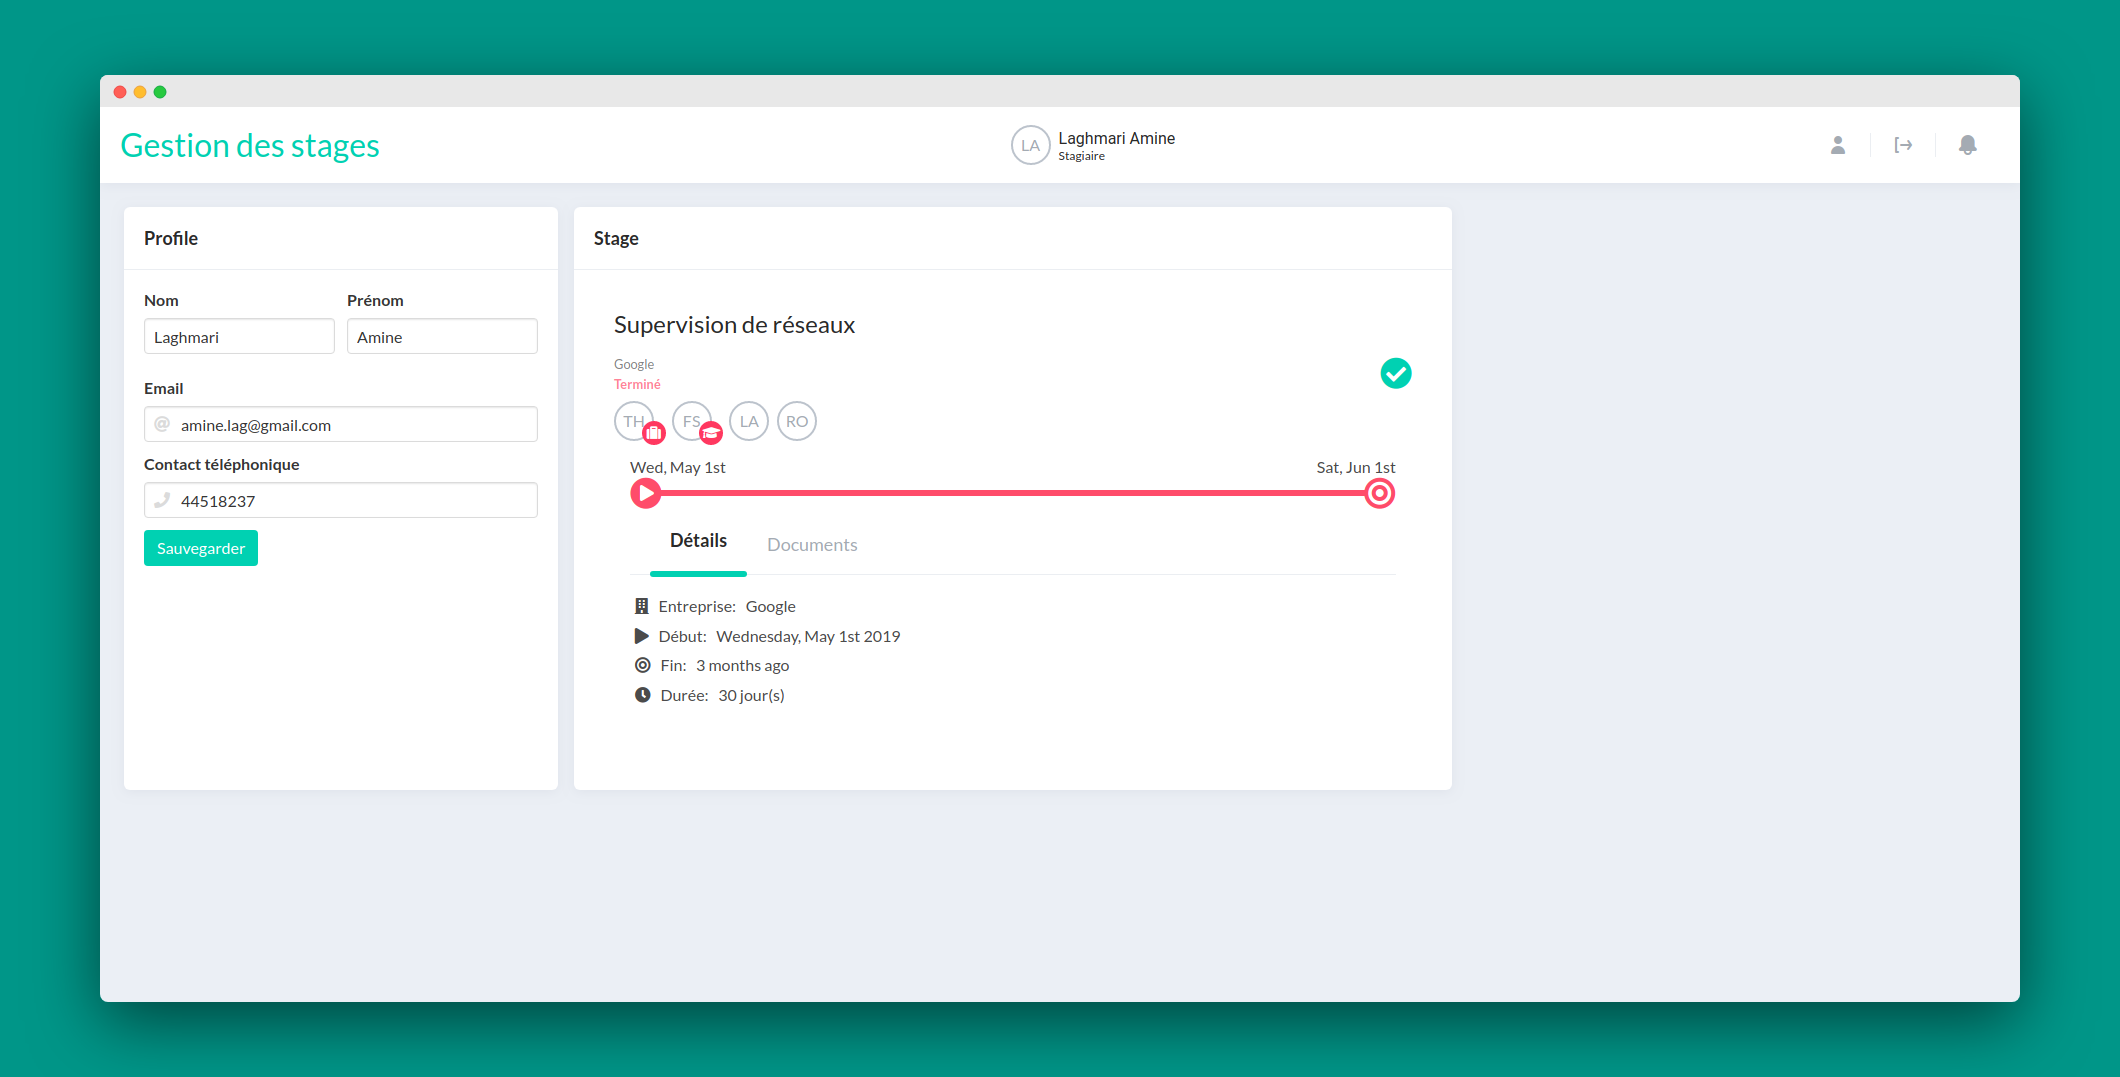 Gestion des stages
LA
Laghmari Amine
Stagiaire
Profile
Nom
Prénom
Laghmari
Amine
Email
@ amine.lag@gmail.com
Contact téléphonique
44518237
Sauvegarder
Stage
Supervision de réseaux
Google
Terminé
TH FS LA RO
Wed, May 1st
Sat, Jun 1st
Détails
Documents
Entreprise: Google
Début: Wednesday, May 1st 2019
Fin: 3 months ago
Durée: 30 jour(s)